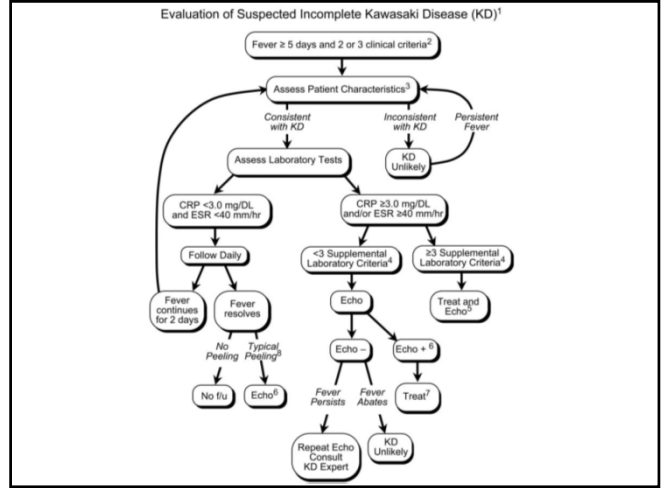 Evaluation of Suspected Incomplete Kawasaki Disease (KD)1
Fever ≥ 5 days and 2 or 3 clinical criteria2
Assess Patient Characteristics3
Consistent
with KD
Inconsistent
with KD
Persistent
Fever
Assess Laboratory Tests
KD
Unlikely
CRP <3.0 mg/DL
and ESR <40 mm/hr
CRP ≥3.0 mg/DL
and/or ESR ≥40 mm/hr
Follow Daily
<3 Supplemental
Laboratory Criteria4
≥3 Supplemental
Laboratory Criteria4
Fever
continues
for 2 days
Fever
resolves
Echo
Treat and
Echo5
No
Peeling
Typical
Peeling8
Echo –
Echo + 6
No f/u
Echo6
Fever
Persists
Fever
Abates
Treat7
Repeat Echo
Consult
KD Expert
KD
Unlikely